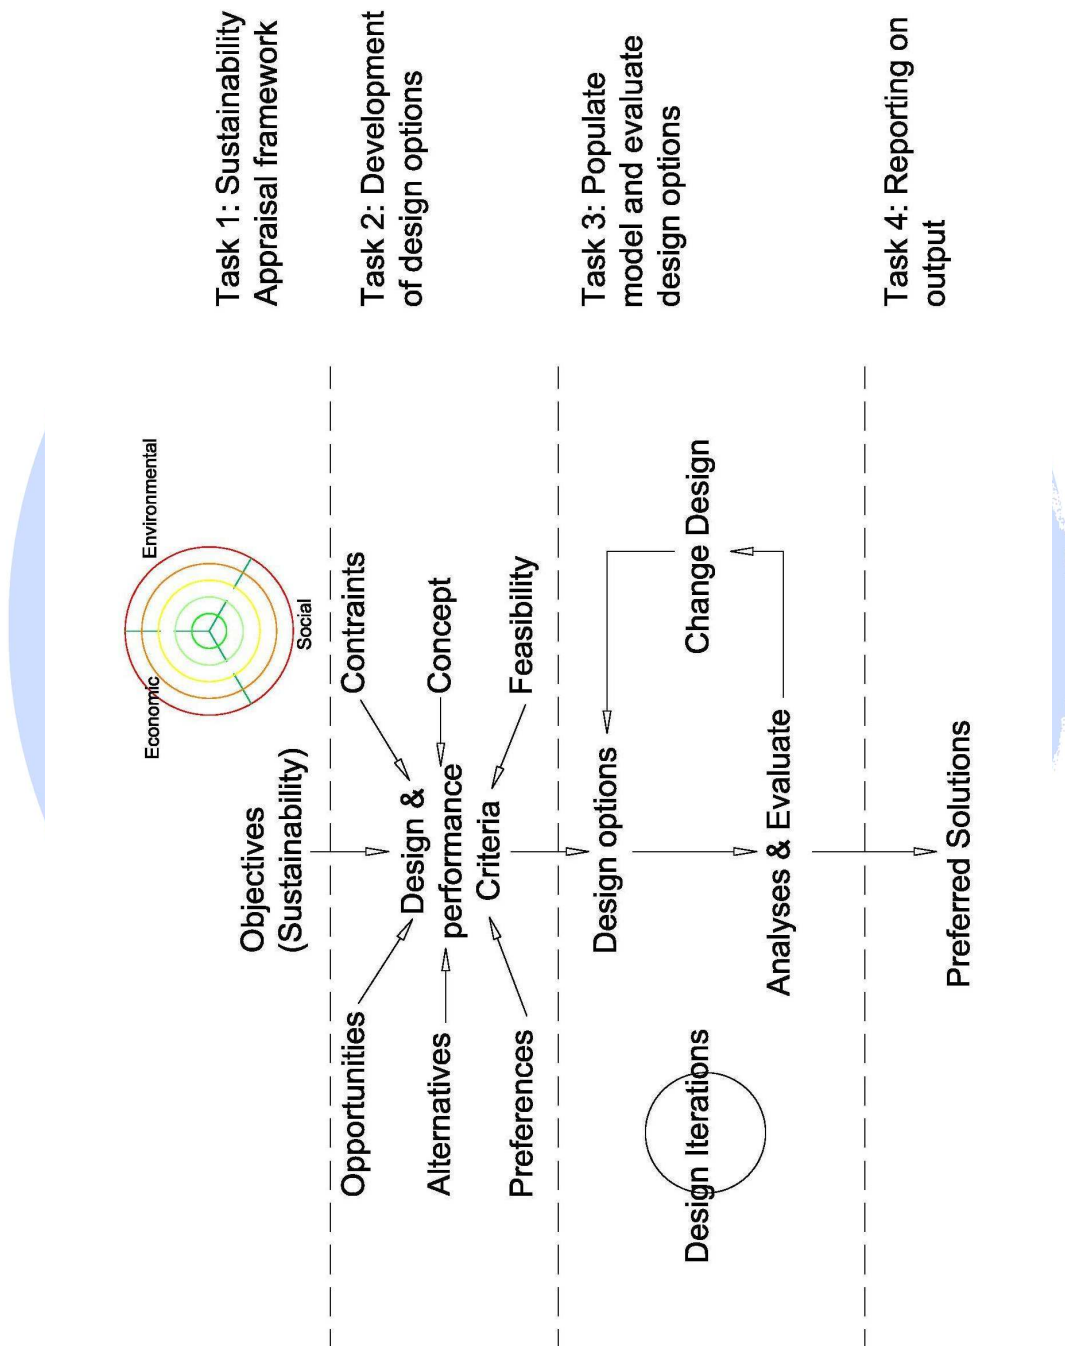 Economic
Environmental
Social
Objectives
(Sustainability)
Task 1: Sustainability
Appraisal framework
Opportunities
Alternatives
Preferences
Design &
performance
Criteria
Contraints
Concept
Feasibility
Task 2: Development
of design options
Design Iterations
Design options
Analyses & Evaluate
Change Design
Task 3: Populate
model and evaluate
design options
Preferred Solutions
Task 4: Reporting on
output